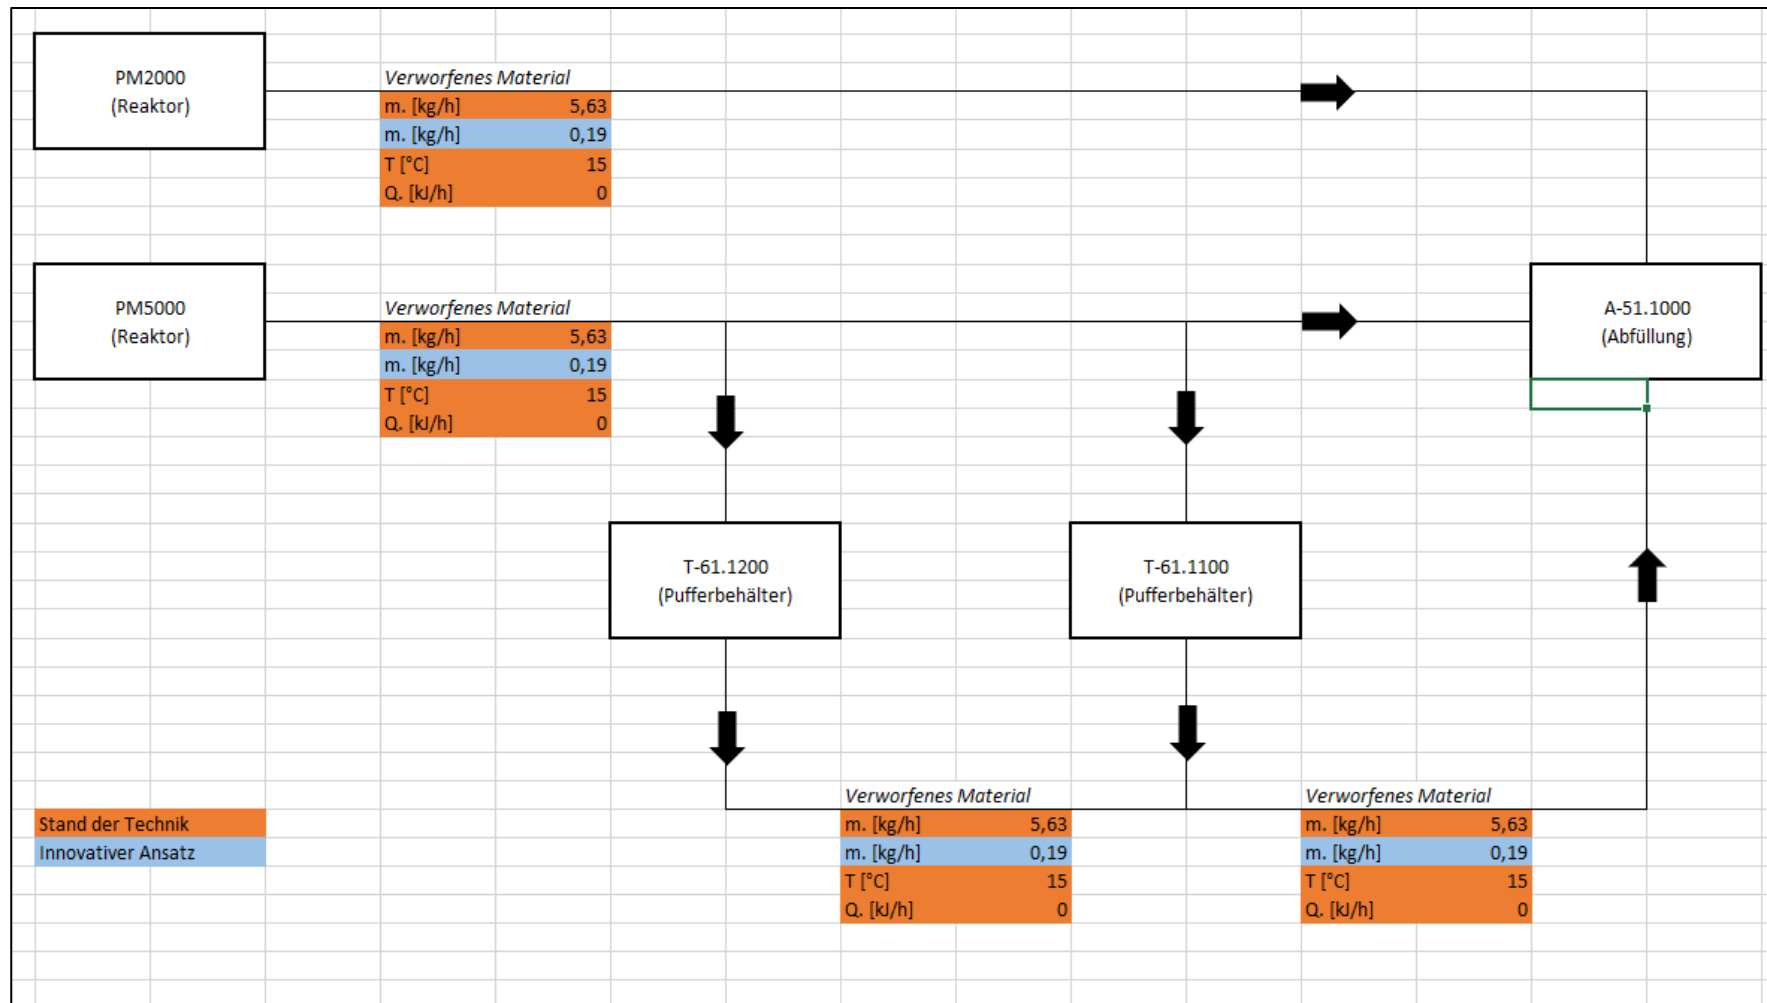 PM2000
(Reaktor)
Verworfenes Material
m. [kg/h] 5,63
m. [kg/h] 0,19
T [°C] 15
Q. [kJ/h] 0
PM5000
(Reaktor)
Verworfenes Material
m. [kg/h] 5,63
m. [kg/h] 0,19
T [°C] 15
Q. [kJ/h] 0
A-51.1000
(Abfüllung)
T-61.1200
(Pufferbehälter)
T-61.1100
(Pufferbehälter)
Stand der Technik
Innovativer Ansatz
Verworfenes Material
m. [kg/h] 5,63
m. [kg/h] 0,19
T [°C] 15
Q. [kJ/h] 0
Verworfenes Material
m. [kg/h] 5,63
m. [kg/h] 0,19
T [°C] 15
Q. [kJ/h] 0